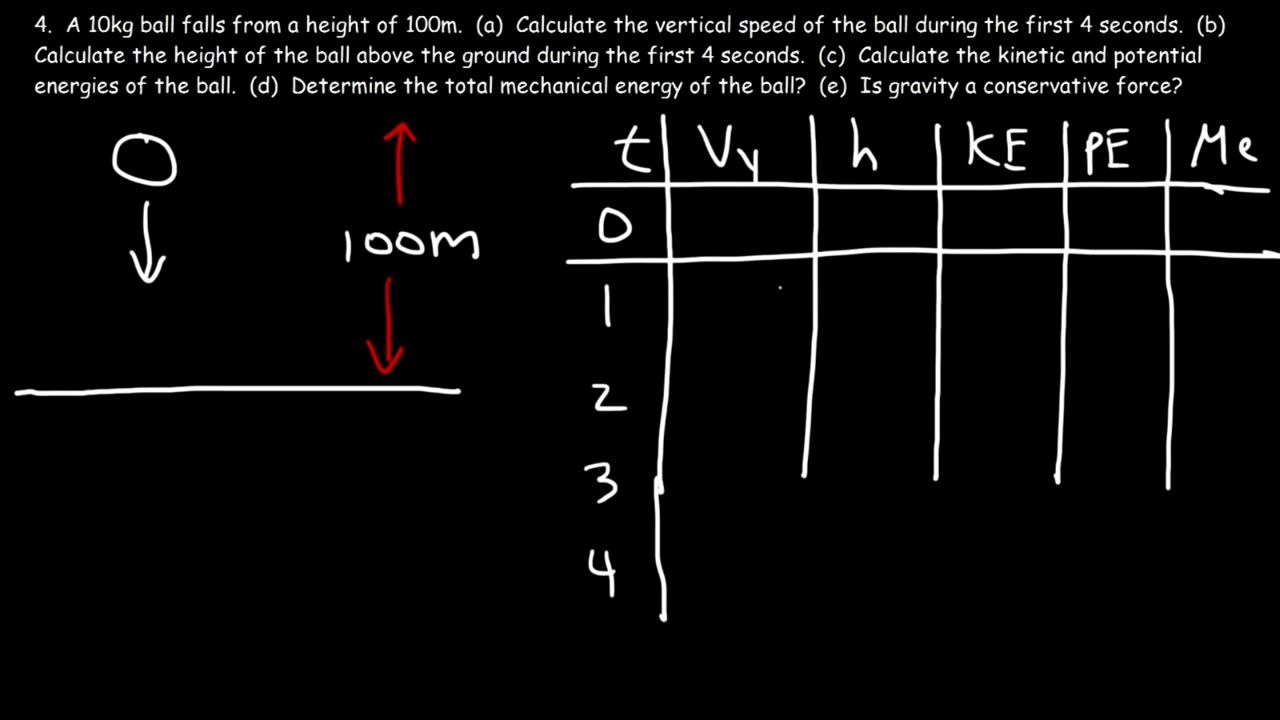 4. A 10kg ball falls from a height of 100m. (a) Calculate the vertical speed of the ball during the first 4 seconds. (b)
Calculate the height of the ball above the ground during the first 4 seconds. (c) Calculate the kinetic and potential
energies of the ball. (d) Determine the total mechanical energy of the ball? (e) Is gravity a conservative force?
t Vy h KE PE Me
0
100m
1
2
3
4